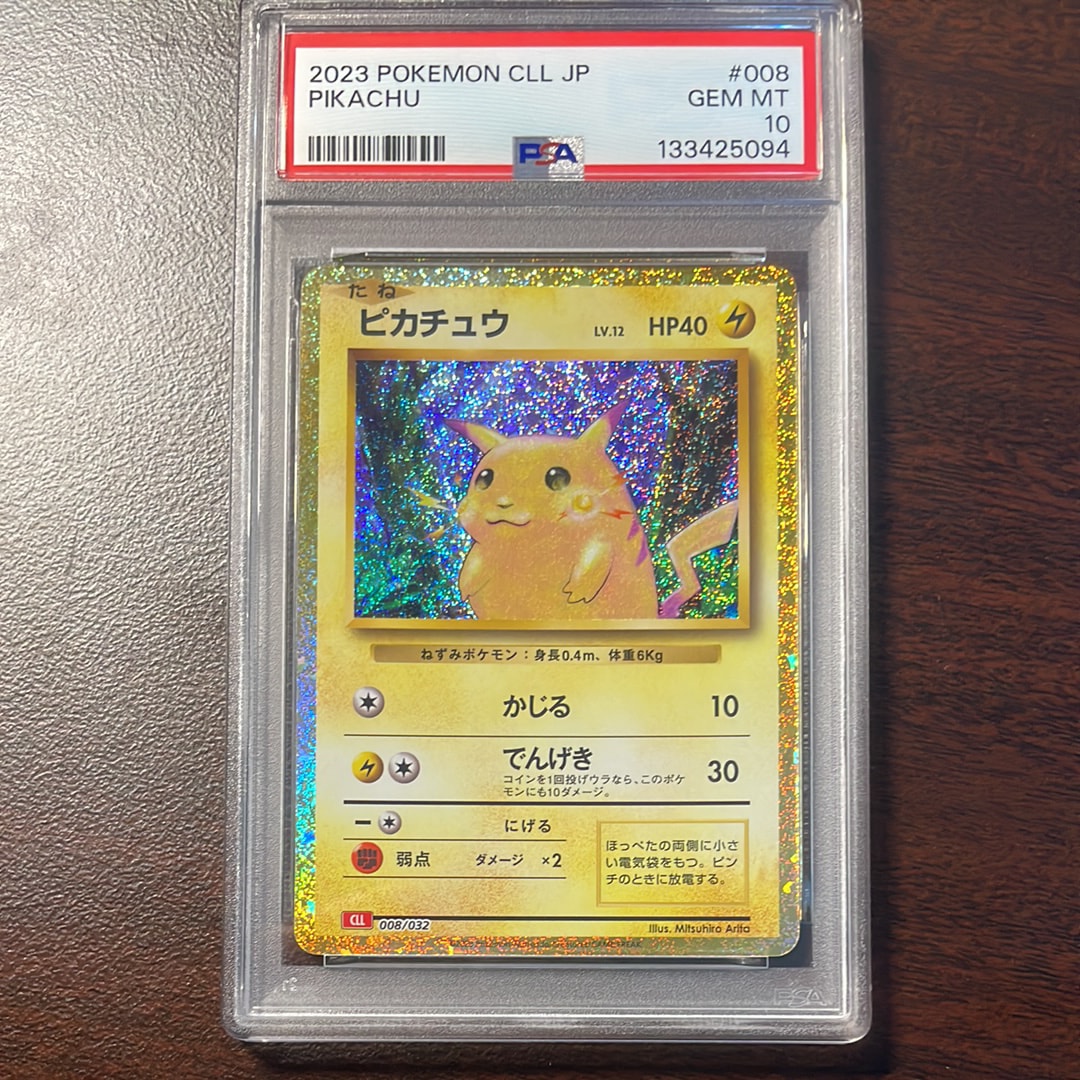 2023 POKEMON CLL JP #008
PIKACHU GEM MT
10
PSA 133425094
たね
ピカチュウ LV.12 HP40
ねずみポケモン：身長0.4m、体重6Kg
かじる 10
でんげき 30
コインを1回投げウラなら、このポケ
モンにも10ダメージ。
にげる
弱点 ダメージ ×2
ほっぺたの両側に小さ
い電気袋をもつ。ピン
チのときに放電する。
CLL 008/032
Illus. Mitsuhiro Arita
PSA